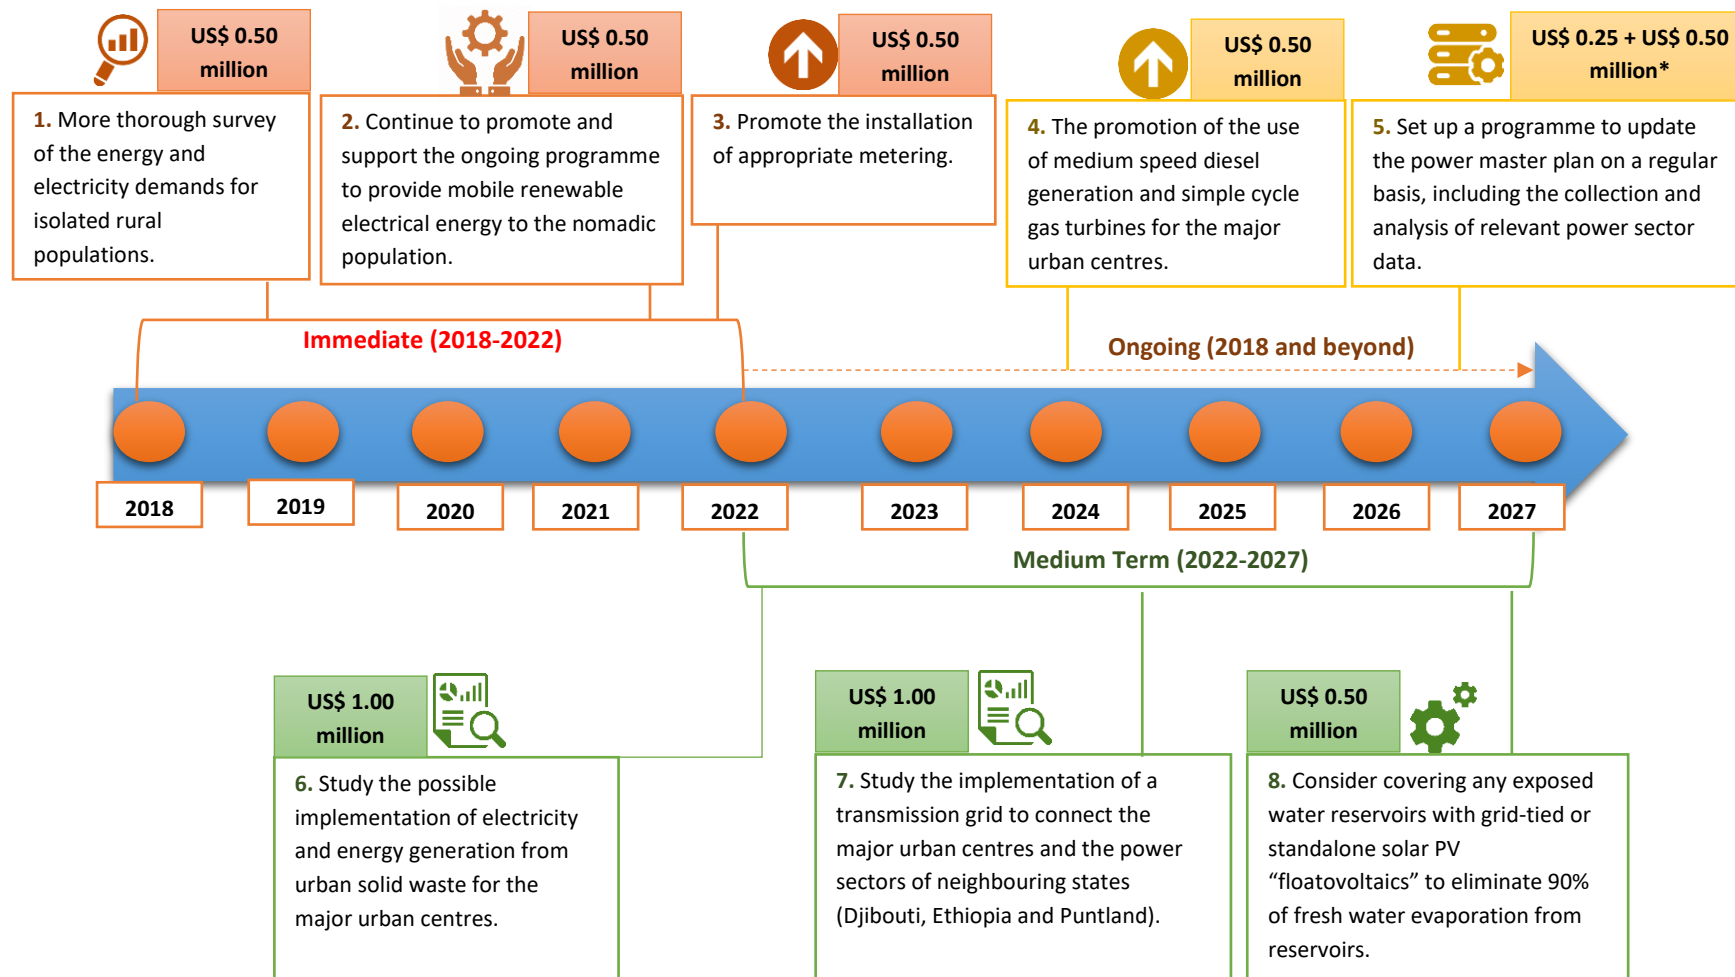 US$ 0.50
million
1. More thorough survey
of the energy and
electricity demands for
isolated rural
populations.
US$ 0.50
million
2. Continue to promote and
support the ongoing programme
to provide mobile renewable
electrical energy to the nomadic
population.
US$ 0.50
million
3. Promote the installation
of appropriate metering.
US$ 0.50
million
4. The promotion of the use
of medium speed diesel
generation and simple cycle
gas turbines for the major
urban centres.
US$ 0.25 + US$ 0.50
million*
5. Set up a programme to update
the power master plan on a regular
basis, including the collection and
analysis of relevant power sector
data.
Immediate (2018-2022)
Ongoing (2018 and beyond)
2018
2019
2020
2021
2022
2023
2024
2025
2026
2027
Medium Term (2022-2027)
US$ 1.00
million
6. Study the possible
implementation of electricity
and energy generation from
urban solid waste for the
major urban centres.
US$ 1.00
million
7. Study the implementation of a
transmission grid to connect the
major urban centres and the power
sectors of neighbouring states
(Djibouti, Ethiopia and Puntland).
US$ 0.50
million
8. Consider covering any exposed
water reservoirs with grid-tied or
standalone solar PV
“floatovoltaics” to eliminate 90%
of fresh water evaporation from
reservoirs.